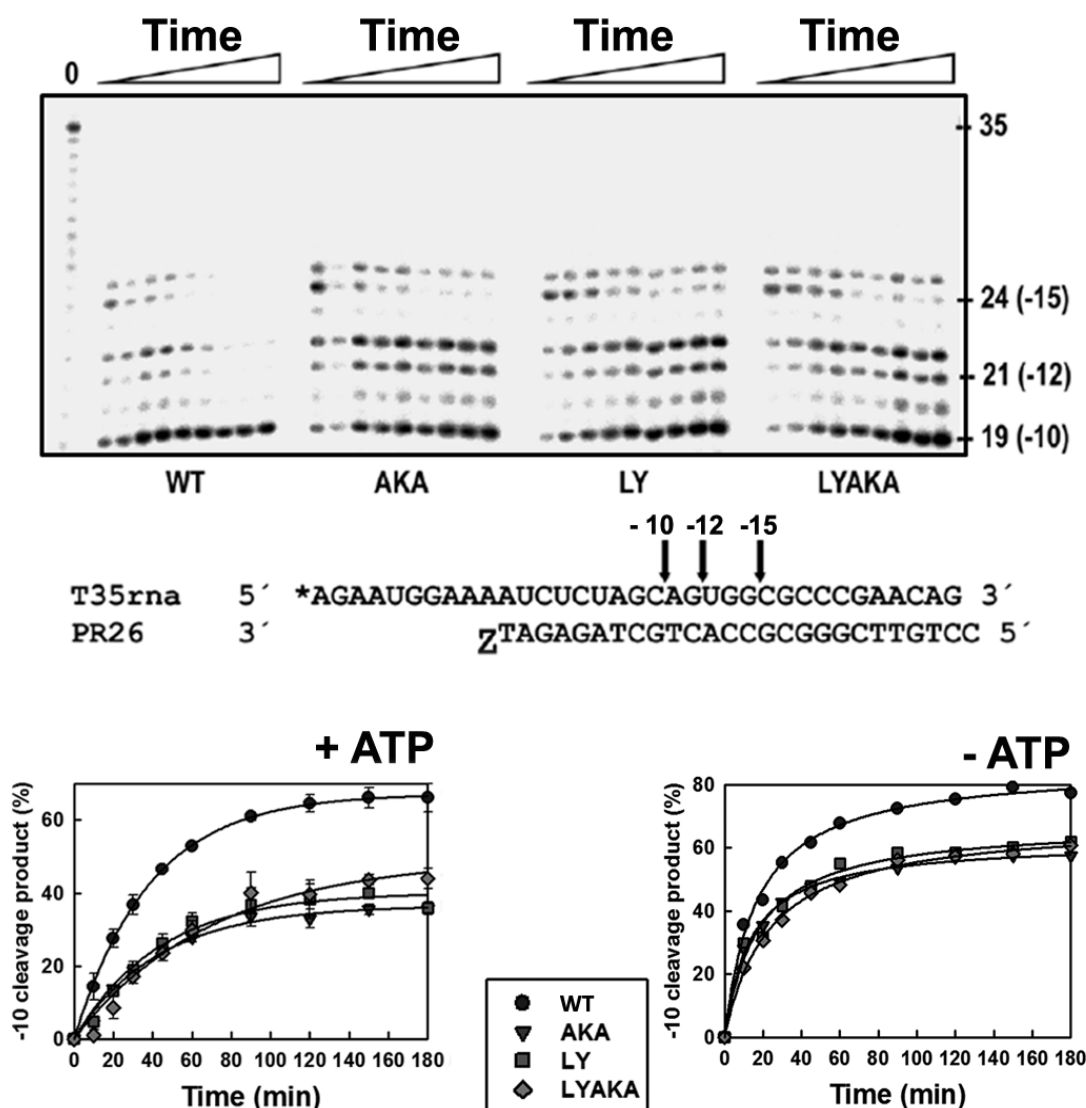 Time Time Time Time
0
35
24 (-15)
21 (-12)
19 (-10)
WT AKA LY LYAKA
- 10 -12 -15
T35rna 5´ *AGAAUGGAAAAUCUCUAGCAGUGGCGCCCGAACAG 3´
PR26 3´ ZTAGAGATCGTCACCGCGGGCTTGTCC 5´
+ ATP
-10 cleavage product (%)
60
40
20
0
0 20 40 60 80 100 120 140 160 180
Time (min)
WT
AKA
LY
LYAKA
- ATP
-10 cleavage product (%)
80
60
40
20
0
0 20 40 60 80 100 120 140 160 180
Time (min)